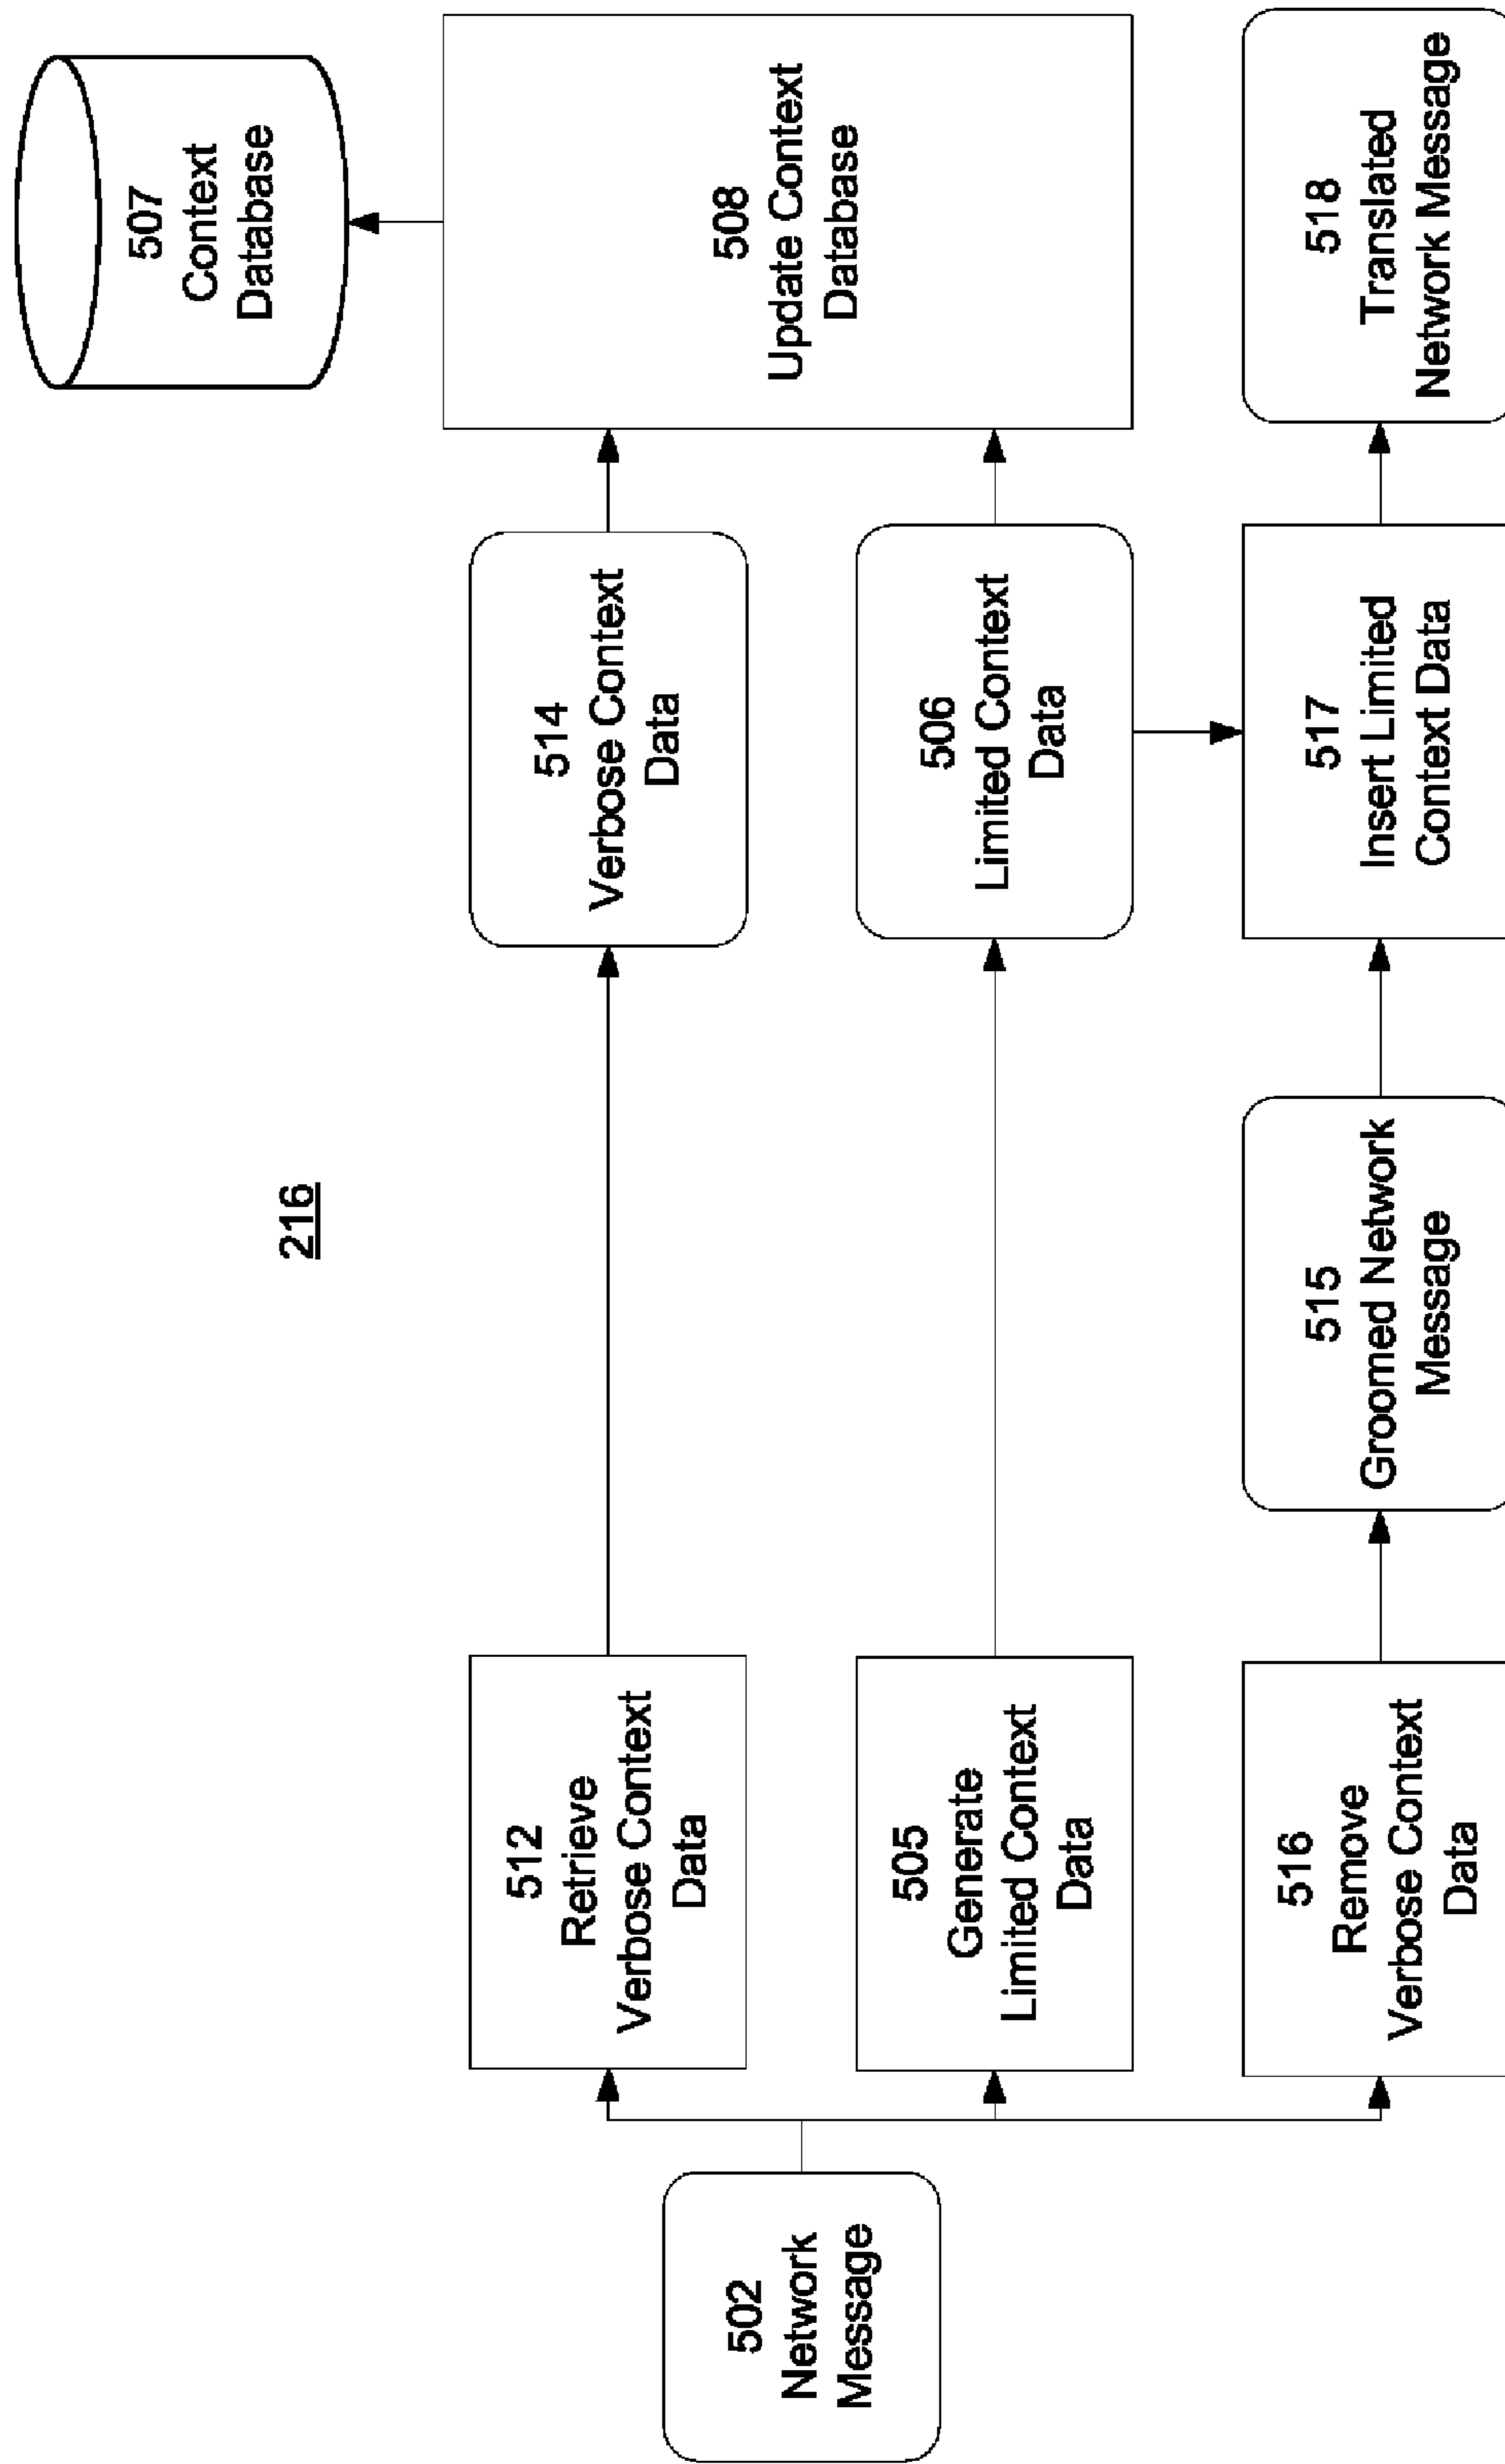 216
507
Context
Database
508
Update Context
Database
514
Verbose Context
Data
512
Retrieve
Verbose Context
Data
502
Network
Message
505
Generate
Limited Context
Data
506
Limited Context
Data
516
Remove
Verbose Context
Data
515
Groomed Network
Message
517
Insert Limited
Context Data
518
Translated
Network Message